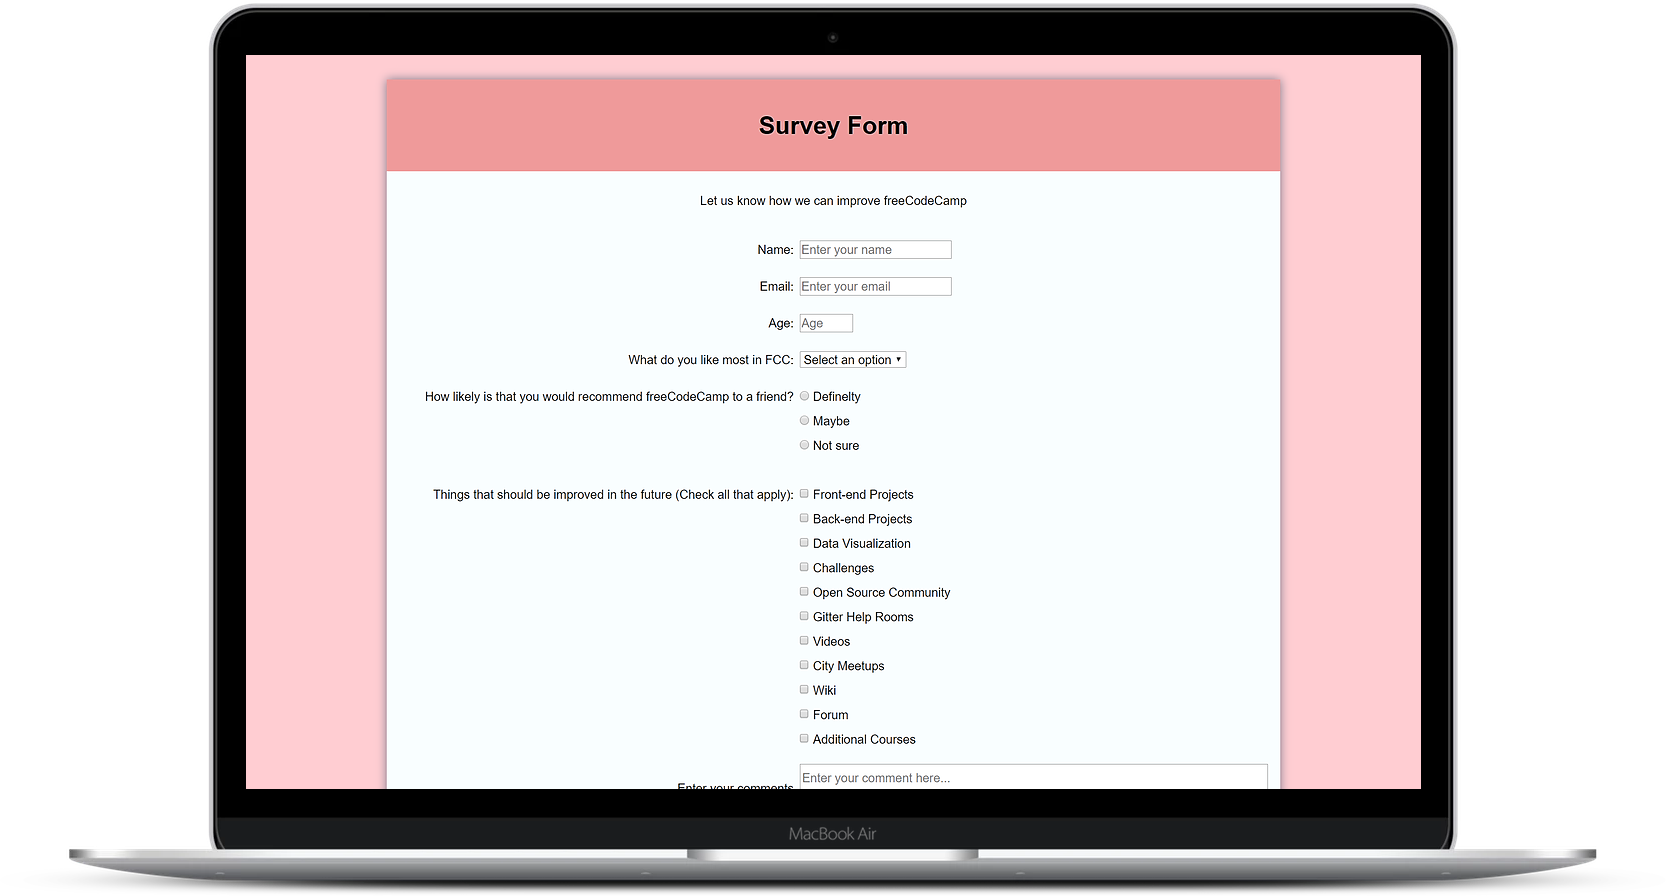 Survey Form
Let us know how we can improve freeCodeCamp
Name: Enter your name
Email: Enter your email
Age: Age
What do you like most in FCC: Select an option
How likely is that you would recommend freeCodeCamp to a friend? Definelty
Maybe
Not sure
Things that should be improved in the future (Check all that apply): Front-end Projects
Back-end Projects
Data Visualization
Challenges
Open Source Community
Gitter Help Rooms
Videos
City Meetups
Wiki
Forum
Additional Courses
Enter your comment here...
Enter your comments
MacBook Air